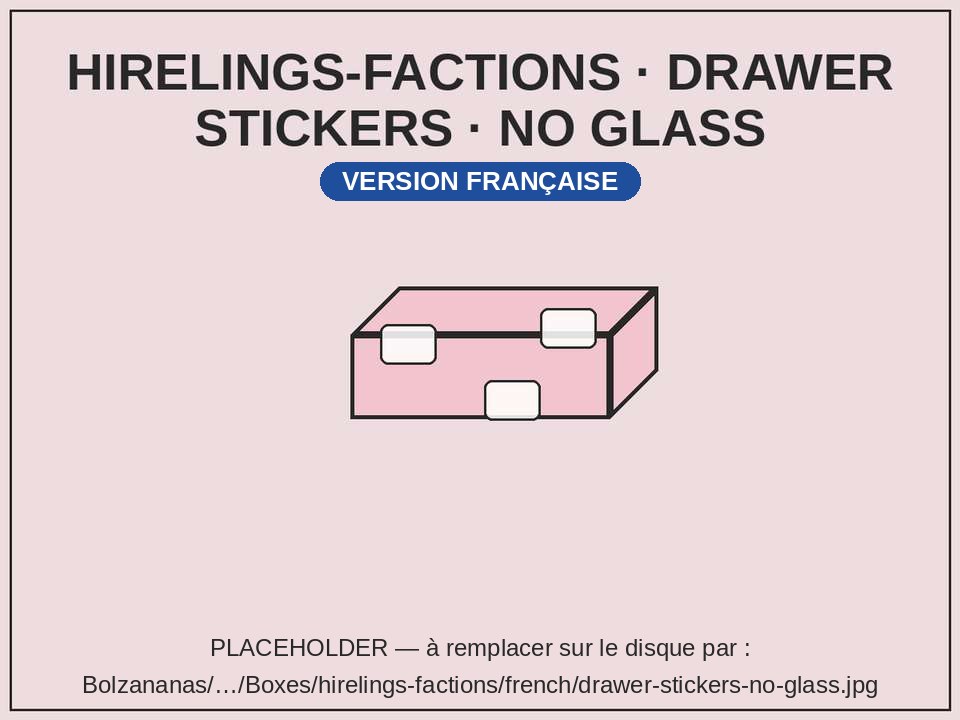 HIRELINGS-FACTIONS · DRAWER
STICKERS · NO GLASS
VERSION FRANÇAISE
PLACEHOLDER — à remplacer sur le disque par :
Bolzananas/…/Boxes/hirelings-factions/french/drawer-stickers-no-glass.jpg